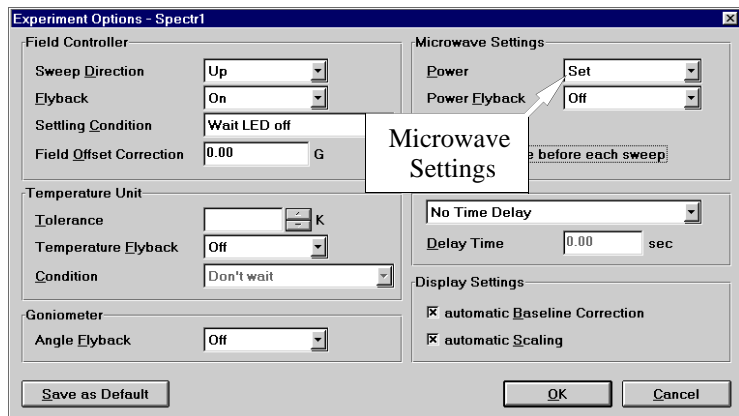 Experiment Options - Spectr1
Field Controller
Sweep Direction Up
Flyback On
Settling Condition Wait LED off
Field Offset Correction 0.00 G
Microwave Settings
Power Set
Power Flyback Off
before each sweep
Microwave
Settings
Temperature Unit
Tolerance K
Temperature Flyback Off
Condition Don't wait
No Time Delay
Delay Time 0.00 sec
Goniometer
Angle Flyback Off
Display Settings
automatic Baseline Correction
automatic Scaling
Save as Default
OK
Cancel